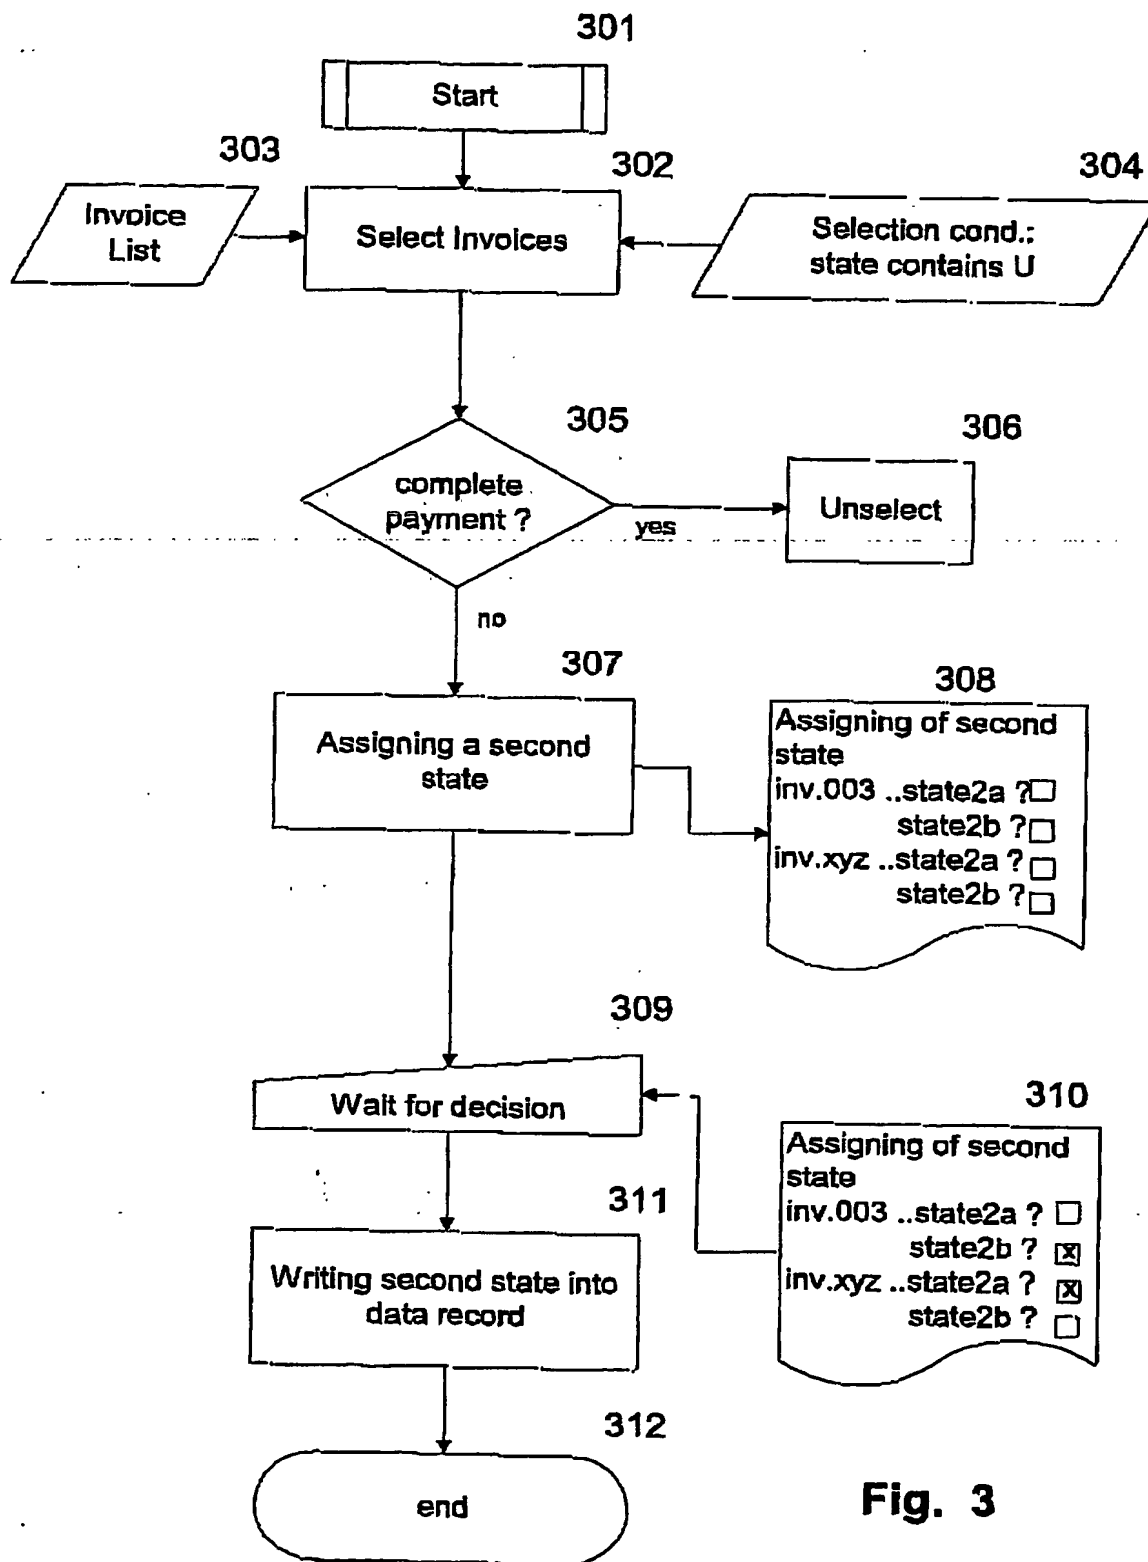 301
Start
303
302
304
Invoice
List
Select Invoices
Selection cond.:
state contains U
305
306
complete
payment ?
Unselect
yes
no
307
308
Assigning a second
state
Assigning of second
state
inv.003 ..state2a ?
state2b ?
inv.xyz ..state2a ?
state2b ?
309
Wait for decision
310
Assigning of second
state
inv.003 ..state2a ?
state2b ? x
inv.xyz ..state2a ? x
state2b ?
311
Writing second state into
data record
312
end
Fig. 3